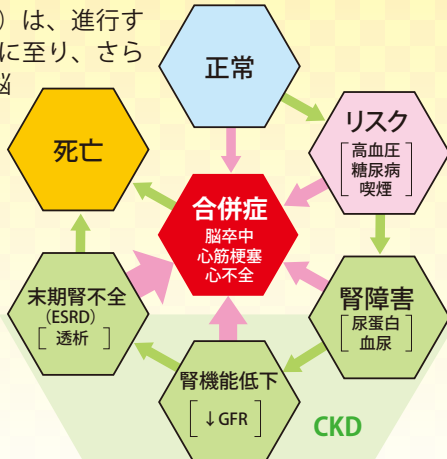 ）は、進行す
に至り、さら
脳
正常
リスク
高血圧
糖尿病
喫煙
死亡
合併症
脳卒中
心筋梗塞
心不全
末期腎不全
（ESRD）
［ 透析 ］
腎障害
尿蛋白
血尿
腎機能低下
［ ↓GFR ］
CKD